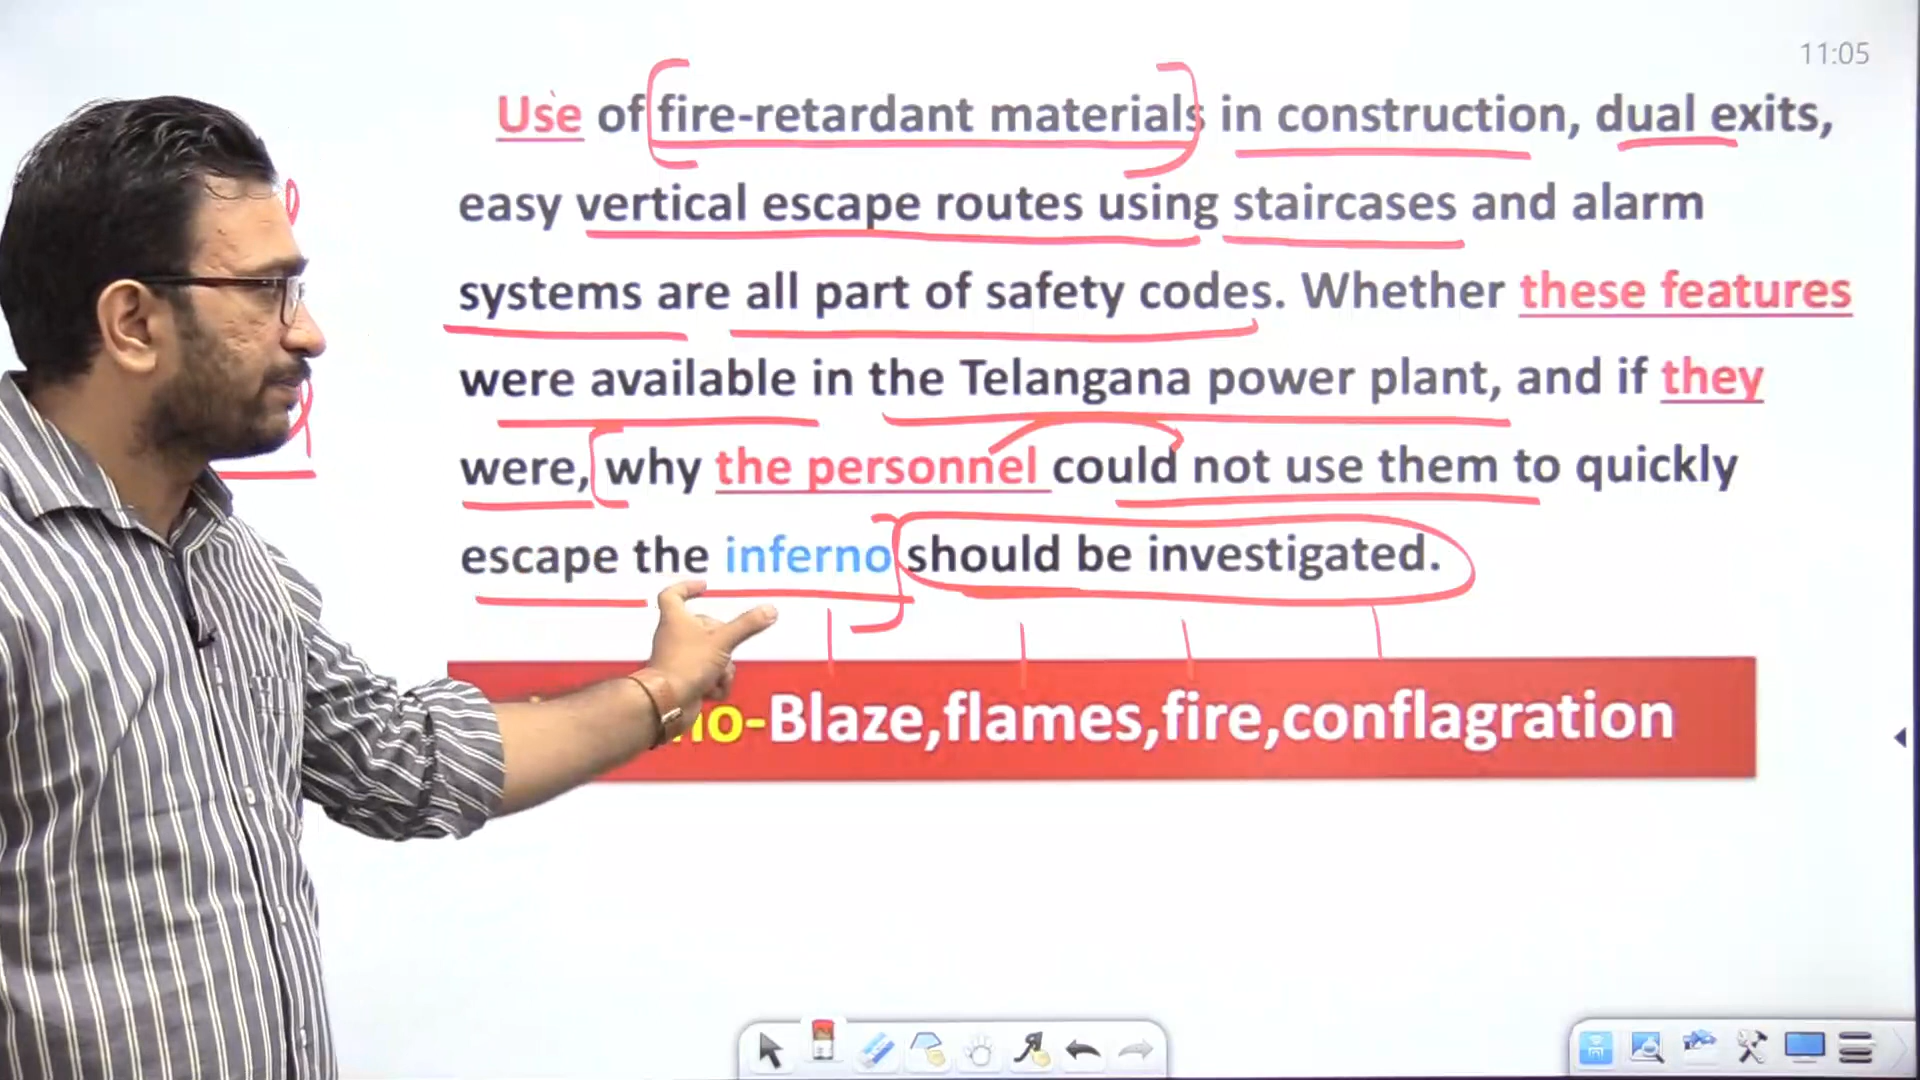 11:05
Use of fire-retardant materials in construction, dual exits,
easy vertical escape routes using staircases and alarm
systems are all part of safety codes. Whether these features
were available in the Telangana power plant, and if they
were, why the personnel could not use them to quickly
escape the inferno should be investigated.
no-Blaze,flames,fire,conflagration